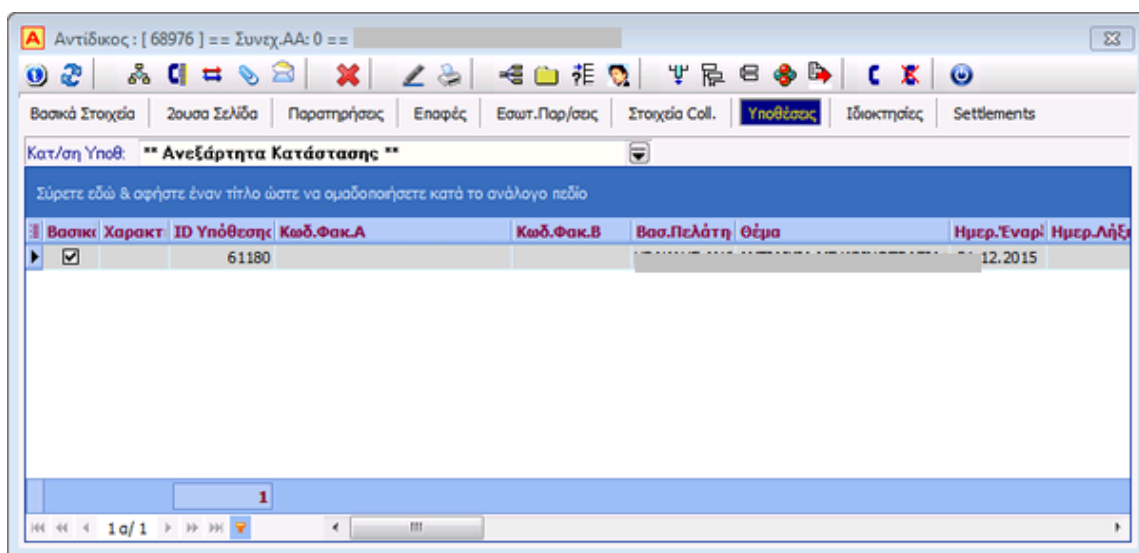 Αντίδικος : [ 68976 ] == Συνεχ.ΑΑ: 0 ==
Βασικά Στοιχεία 2ουσα Σελίδα Παρατηρήσεις Επαφές Εσωτ.Παρ/σεις Στοιχεία Coll. Υποθέσεις Ιδιοκτησίες Settlements
Κατ/ση Υποθ: ** Ανεξάρτητα Κατάστασης **
Σύρετε εδώ & αφήστε έναν τίτλο ώστε να ομαδοποιήσετε κατά το ανάλογο πεδίο
Βασικ Χαρακτ ID Υπόθεσης Κωδ.Φακ.Α Κωδ.Φακ.Β Βασ.Πελάτη Θέμα Ημερ.Έναρ Ημερ.Λήξ
61180 12.2015
1
1 α/ 1